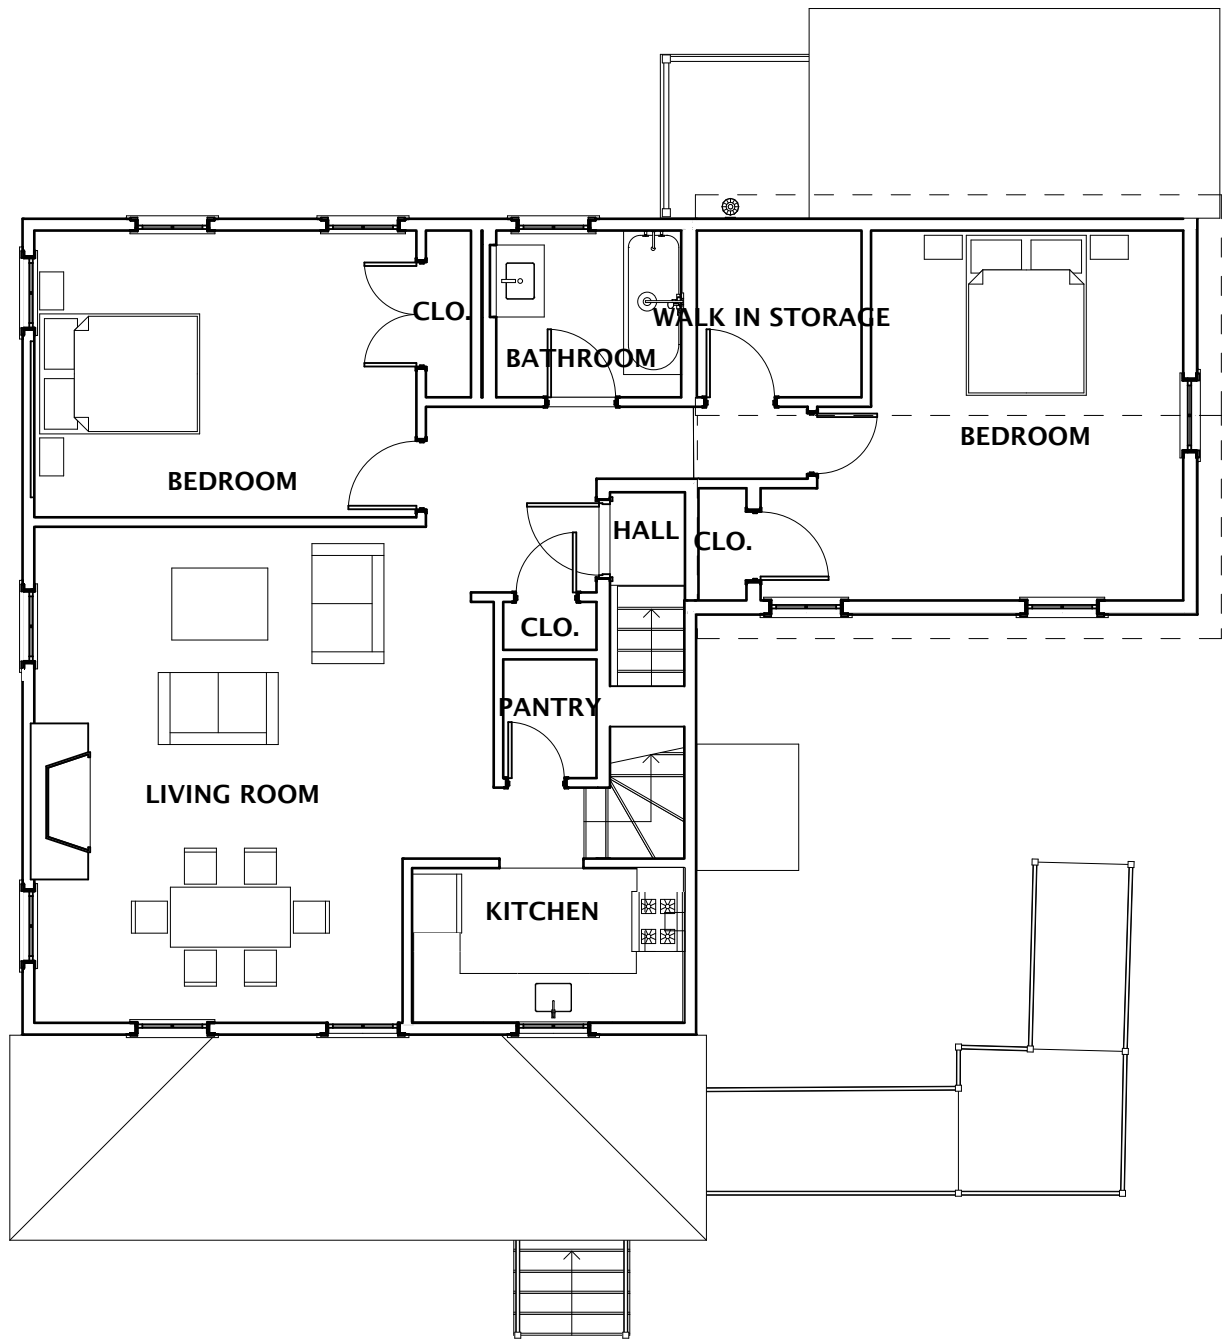 CLO.
WALK IN STORAGE
BATHROOM
BEDROOM
BEDROOM
HALL
CLO.
CLO.
PANTRY
LIVING ROOM
KITCHEN